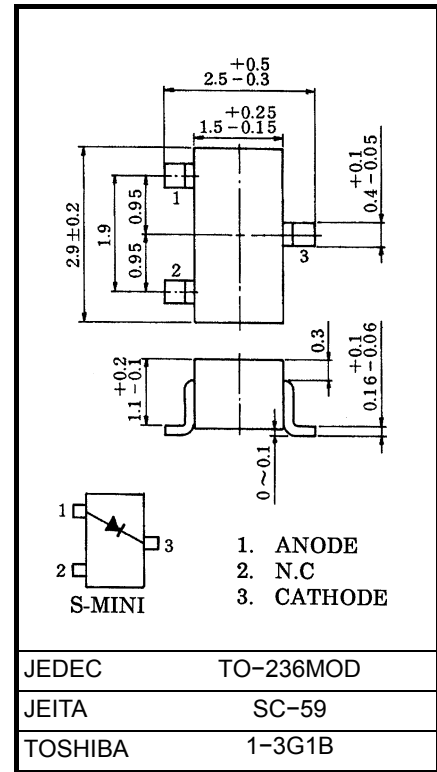 +0.5
2.5 −0.3
+0.25
1.5 −0.15
+0.1
0.4 −0.05
2.9±0.2
1.9
0.95
0.95
1
2
3
+0.2
1.1 −0.1
0.3
+0.1
0.16 −0.06
0 ~ 0.1
1
2
3
S-MINI
1. ANODE
2. N.C
3. CATHODE
JEDEC TO−236MOD
JEITA SC−59
TOSHIBA 1−3G1B